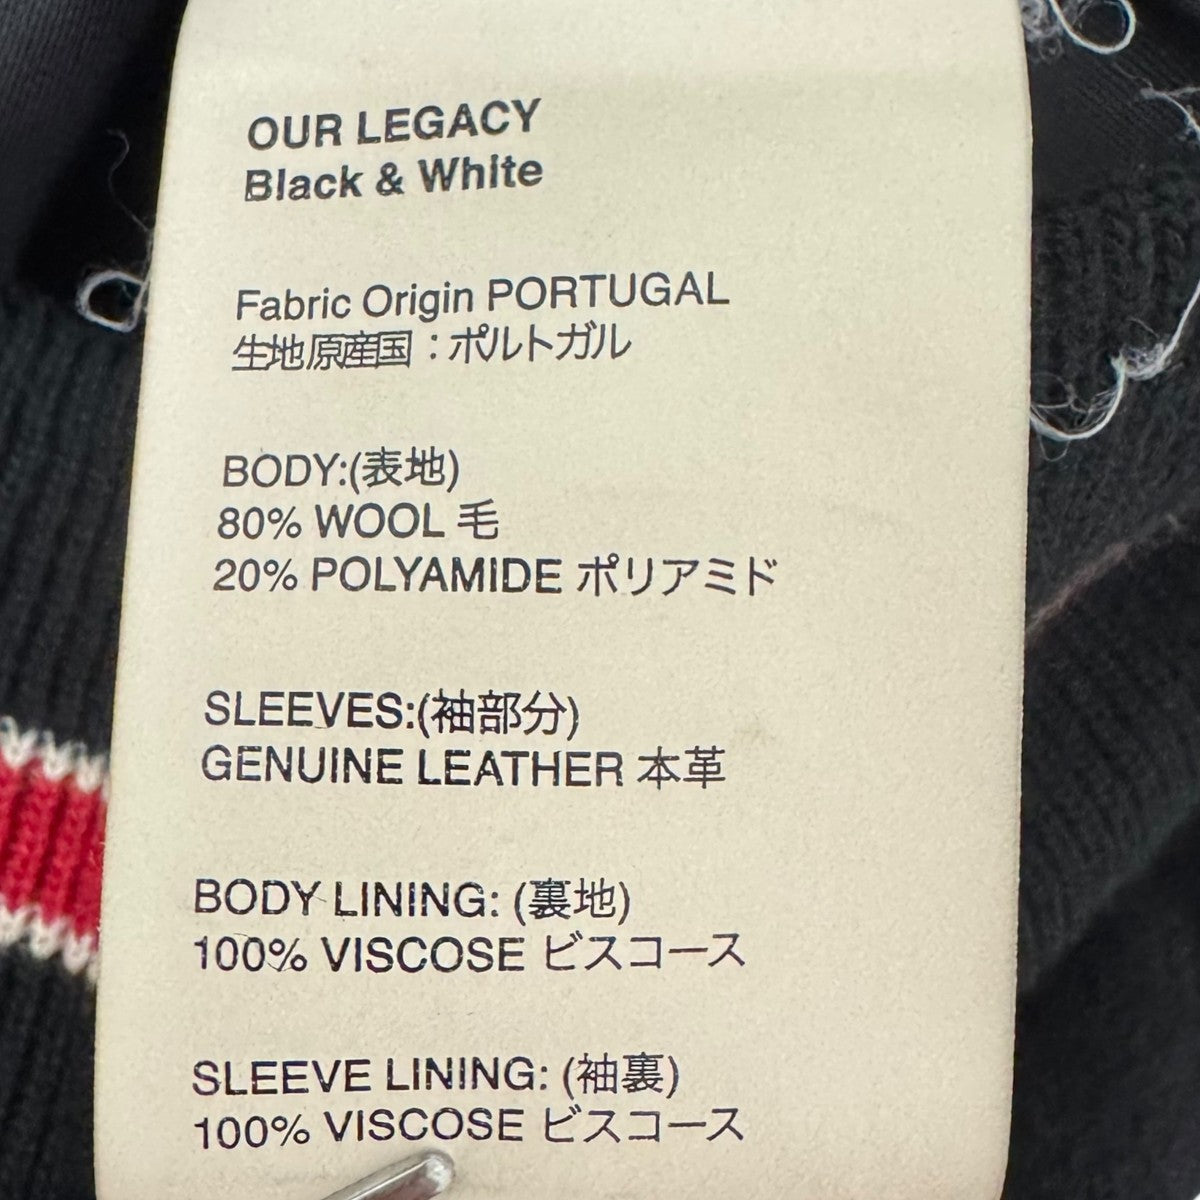 OUR LEGACY
Black & White
Fabric Origin PORTUGAL
生地原産国：ポルトガル
BODY:(表地)
80% WOOL 毛
20% POLYAMIDE ポリアミド
SLEEVES:(袖部分)
GENUINE LEATHER 本革
BODY LINING: (裏地)
100% VISCOSE ビスコース
SLEEVE LINING: (袖裏)
100% VISCOSE ビスコース